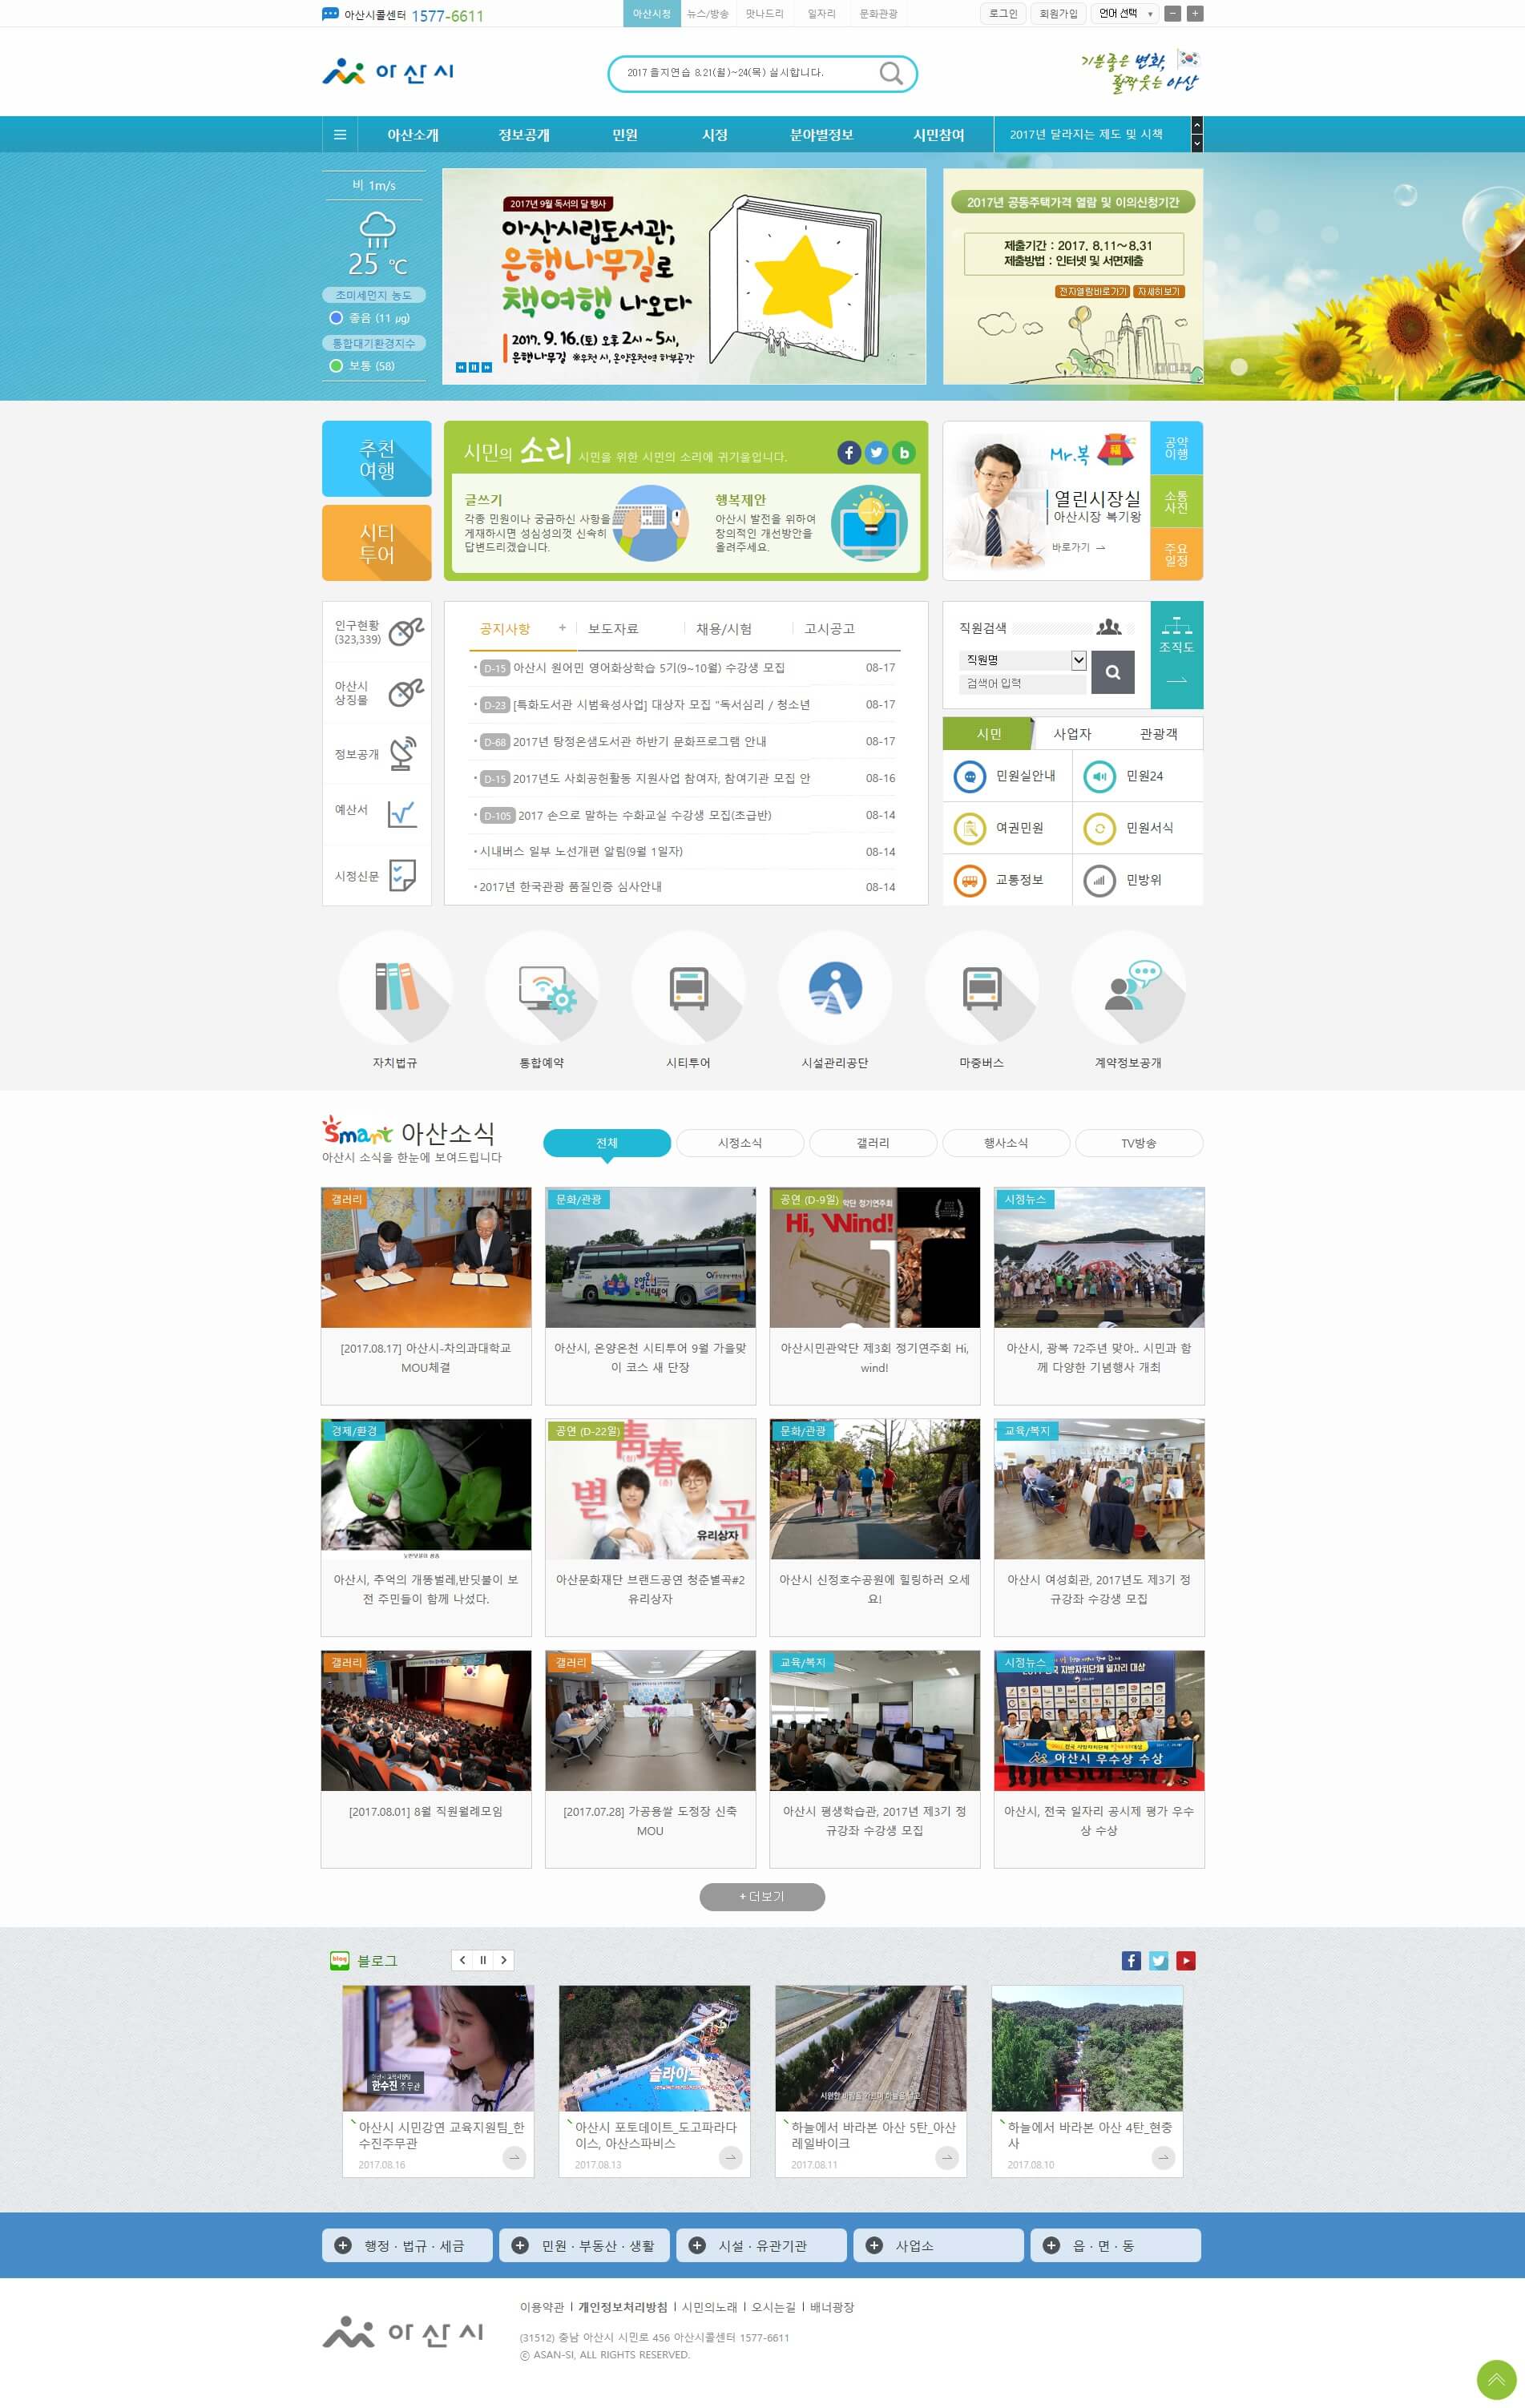 아산시콜센터 1577-6611
아산시청 뉴스/방송 맛나드리 일자리 문화관광
로그인 회원가입 언어 선택
아산시
2017 을지연습 8.21(월)~24(목) 실시합니다.
기분좋은 변화, 활짝웃는 아산
아산소개 정보공개 민원 시정 분야별정보 시민참여
2017년 달라지는 제도 및 시책
비 1m/s
25 ℃
초미세먼지 농도
좋음 (11 μg)
통합대기환경지수
보통 (58)
2017년 9월 독서의 달 행사
아산시립도서관,
은행나무길로
책여행 나오다
2017. 9. 16.(토) 오후 2시~5시,
은행나무길 ※우천 시, 온양온천역 하부공간
2017년 공동주택가격 열람 및 이의신청기간
제출기간 : 2017. 8.11~8.31
제출방법 : 인터넷 및 서면제출
전자열람바로가기 자세히보기
추천
여행
시티
투어
시민의 소리 시민을 위한 시민의 소리에 귀기울입니다.
글쓰기
각종 민원이나 궁금하신 사항을
게재하시면 성심성의껏 신속히
답변드리겠습니다.
행복제안
아산시 발전을 위하여
창의적인 개선방안을
올려주세요.
Mr.복
열린시장실
아산시장 복기왕
바로가기
공약
이행
소통
사진
주요
일정
인구현황
(323,339)
아산시
상징물
정보공개
예산서
시정신문
공지사항 + 보도자료 채용/시험 고시공고
D-15 아산시 원어민 영어화상학습 5기(9~10월) 수강생 모집 08-17
D-23 [특화도서관 시범육성사업] 대상자 모집 "독서심리 / 청소년 08-17
D-68 2017년 탕정온샘도서관 하반기 문화프로그램 안내 08-17
D-15 2017년도 사회공헌활동 지원사업 참여자, 참여기관 모집 안 08-16
D-105 2017 손으로 말하는 수화교실 수강생 모집(초급반) 08-14
시내버스 일부 노선개편 알림(9월 1일자) 08-14
2017년 한국관광 품질인증 심사안내 08-14
직원검색
직원명
검색어 입력
조직도
시민 사업자 관광객
민원실안내 민원24
여권민원 민원서식
교통정보 민방위
자치법규 통합예약 시티투어 시설관리공단 마중버스 계약정보공개
Smart 아산소식
아산시 소식을 한눈에 보여드립니다
전체 시정소식 갤러리 행사소식 TV방송
갤러리
[2017.08.17] 아산시-차의과대학교
MOU체결
문화/관광
시티투어
아산시, 온양온천 시티투어 9월 가을맞
이 코스 새 단장
공연 (D-9일)
악단 정기연주회
Hi, Wind!
아산시민관악단 제3회 정기연주회 Hi,
wind!
시정뉴스
아산시, 광복 72주년 맞아.. 시민과 함
께 다양한 기념행사 개최
경제/환경
아산시, 추억의 개똥벌레,반딧불이 보
전 주민들이 함께 나섰다.
공연 (D-22일)
靑春
별
곡
유리상자
아산문화재단 브랜드공연 청춘별곡#2
유리상자
문화/관광
아산시 신정호수공원에 힐링하러 오세
요!
교육/복지
아산시 여성회관, 2017년도 제3기 정
규강좌 수강생 모집
갤러리
[2017.08.01] 8월 직원월례모임
갤러리
[2017.07.28] 가공용쌀 도정장 신축
MOU
교육/복지
아산시 평생학습관, 2017년 제3기 정
규강좌 수강생 모집
시정뉴스
전국 지방자치단체 일자리 대상
아산시 우수상 수상
아산시, 전국 일자리 공시제 평가 우수
상 수상
+ 더보기
blog 블로그
한수진 주무관
아산시 시민강연 교육지원팀_한
수진주무관
2017.08.16
슬라이드
아산시 포토데이트_도고파라다
이스, 아산스파비스
2017.08.13
하늘에서 바라본 아산 5탄_아산
레일바이크
2017.08.11
하늘에서 바라본 아산 4탄_현충
사
2017.08.10
행정 · 법규 · 세금 민원 · 부동산 · 생활 시설 · 유관기관 사업소 읍 · 면 · 동
아산시
이용약관 | 개인정보처리방침 | 시민의노래 | 오시는길 | 배너광장
(31512) 충남 아산시 시민로 456 아산시콜센터 1577-6611
ⓒ ASAN-SI, ALL RIGHTS RESERVED.